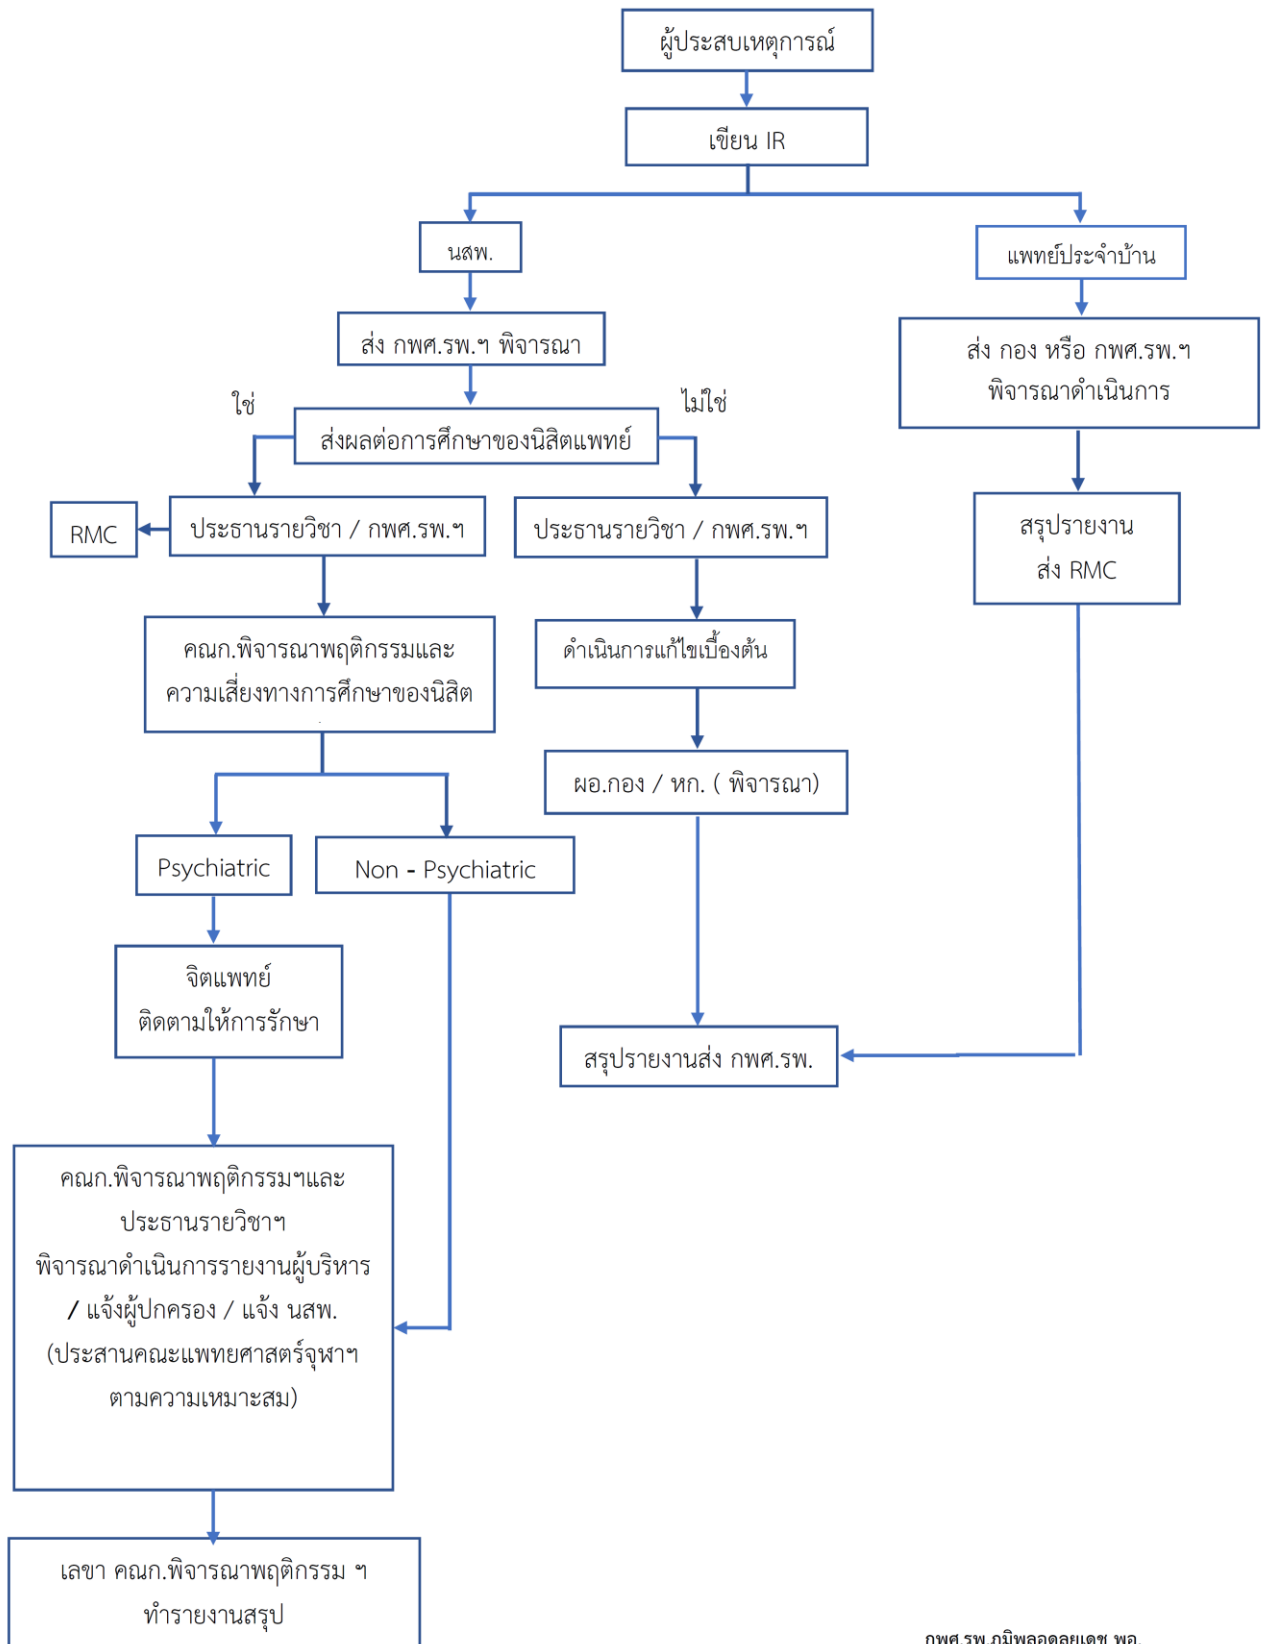 ผู้ประสบเหตุการณ์
เขียน IR
นสพ.
แพทย์ประจำบ้าน
ส่ง กพศ.รพ.ฯ พิจารณา
ส่ง กอง หรือ กพศ.รพ.ฯ
พิจารณาดำเนินการ
ใช่
ไม่ใช่
ส่งผลต่อการศึกษาของนิสิตแพทย์
RMC
ประธานรายวิชา / กพศ.รพ.ฯ
ประธานรายวิชา / กพศ.รพ.ฯ
สรุปรายงาน
ส่ง RMC
คณก.พิจารณาพฤติกรรมและ
ความเสี่ยงทางการศึกษาของนิสิต
ดำเนินการแก้ไขเบื้องต้น
ผอ.กอง / หก. ( พิจารณา)
Psychiatric
Non - Psychiatric
จิตแพทย์
ติดตามให้การรักษา
สรุปรายงานส่ง กพศ.รพ.
คณก.พิจารณาพฤติกรรมฯและ
ประธานรายวิชาฯ
พิจารณาดำเนินการรายงานผู้บริหาร
/ แจ้งผู้ปกครอง / แจ้ง นสพ.
(ประสานคณะแพทยศาสตร์จุฬาฯ
ตามความเหมาะสม)
เลขา คณก.พิจารณาพฤติกรรม ฯ
ทำรายงานสรุป
กพศ.รพ.ภูมิพลอดุลยเดช พอ.